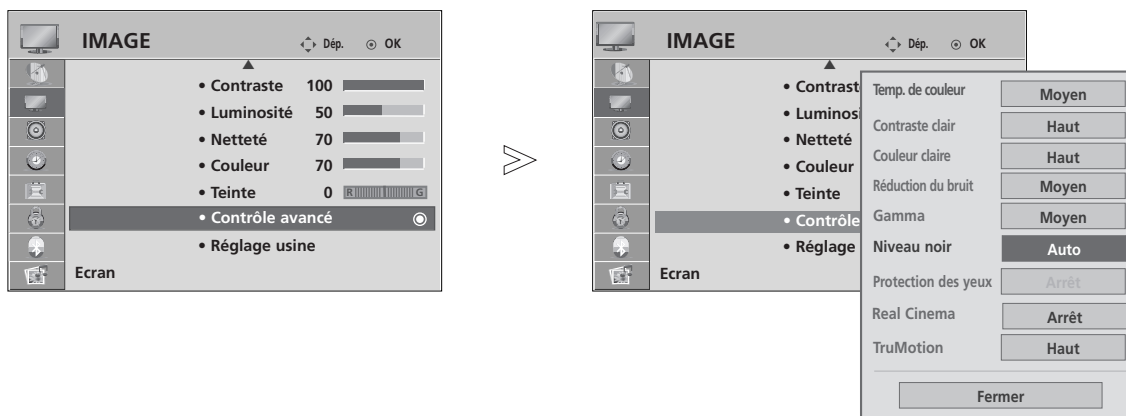 IMAGE
Dép.
OK
• Contraste 100
• Luminosité 50
• Netteté 70
• Couleur 70
• Teinte 0 R G
• Contrôle avancé
• Réglage usine
Ecran
IMAGE
Dép.
OK
• Contrast
• Luminosi
• Netteté
• Couleur
• Teinte
• Contrôle
• Réglage
Ecran
Temp. de couleur Moyen
Contraste clair Haut
Couleur claire Haut
Réduction du bruit Moyen
Gamma Moyen
Niveau noir Auto
Protection des yeux Arrêt
Real Cinema Arrêt
TruMotion Haut
Fermer